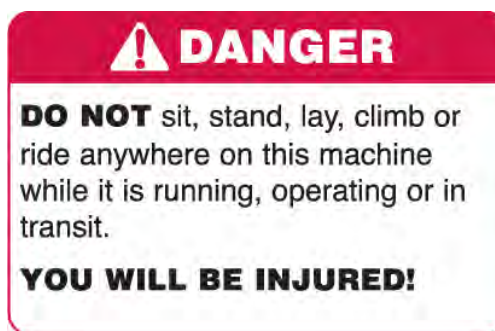 DANGER
DO NOT sit, stand, lay, climb or
ride anywhere on this machine
while it is running, operating or in
transit.
YOU WILL BE INJURED!